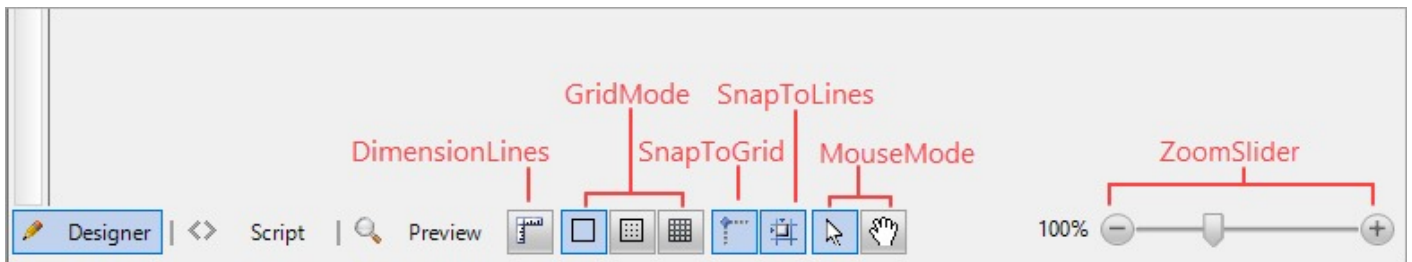 GridMode SnapToLines
DimensionLines SnapToGrid MouseMode ZoomSlider
Designer | <> Script | Preview 100%